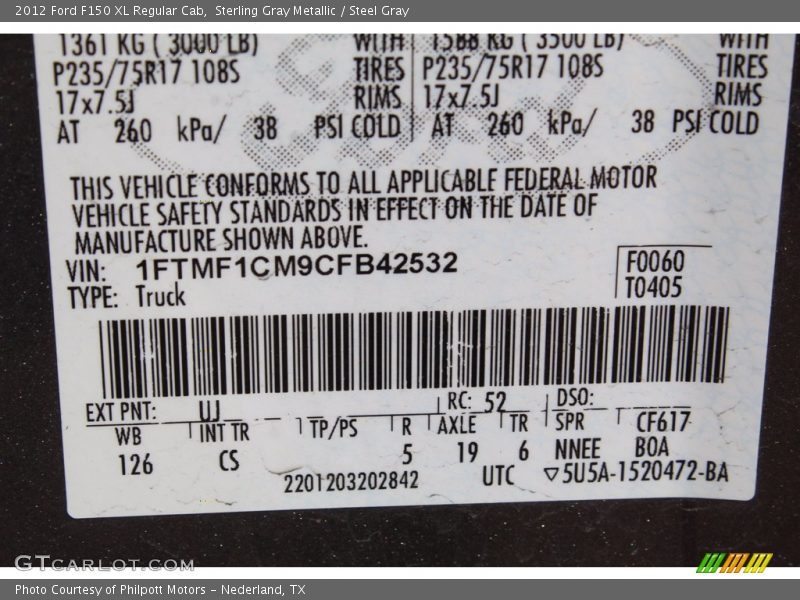 2012 Ford F150 XL Regular Cab, Sterling Gray Metallic / Steel Gray
1361 KG ( 3000 LB) WITH 1588 KG ( 3500 LB) WITH
P235/75R17 108S TIRES P235/75R17 108S TIRES
17x7.5J RIMS 17x7.5J RIMS
AT 260 kPa/ 38 PSI COLD AT 260 kPa/ 38 PSI COLD
THIS VEHICLE CONFORMS TO ALL APPLICABLE FEDERAL MOTOR
VEHICLE SAFETY STANDARDS IN EFFECT ON THE DATE OF
MANUFACTURE SHOWN ABOVE.
VIN: 1FTMF1CM9CFB42532 F0060
TYPE: Truck T0405
EXT PNT: UJ RC: 52 DSO:
WB INT TR TP/PS R AXLE TR SPR CF617
126 CS 5 19 6 NNEE BOA
2201203202842 UTC ▽5U5A-1520472-BA
GTCarLot.com
Photo Courtesy of Philpott Motors - Nederland, TX